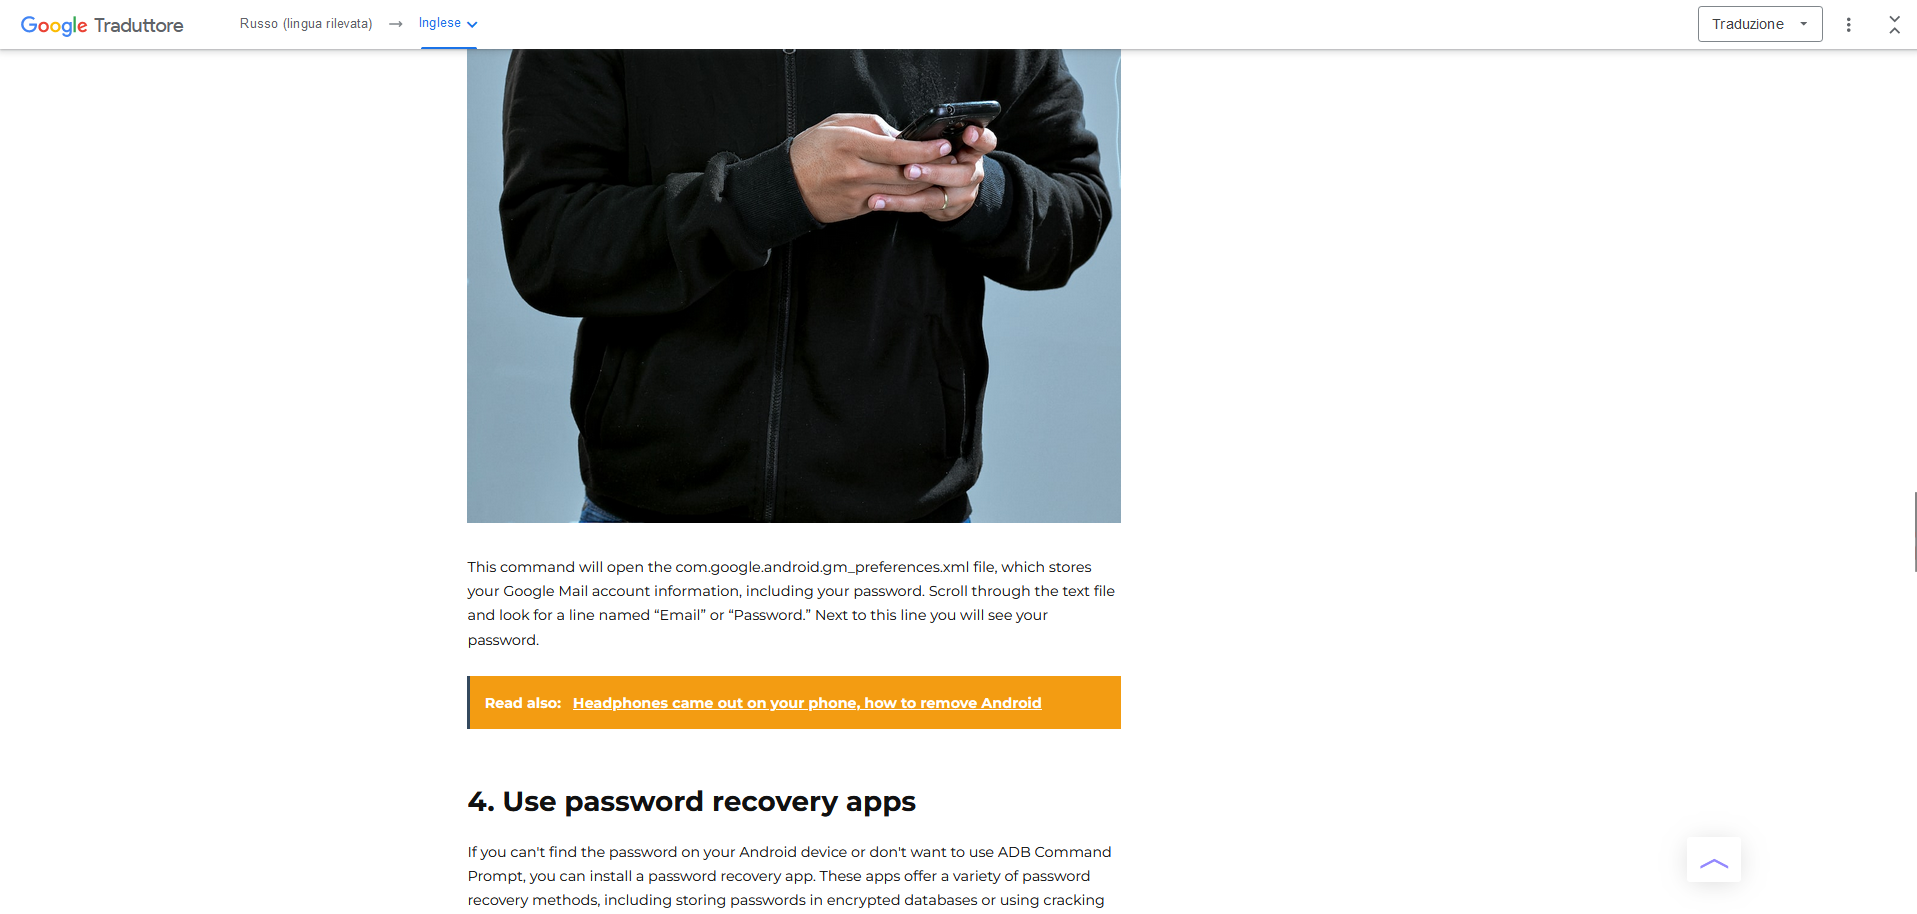 Google Traduttore
Russo (lingua rilevata) → Inglese
Traduzione
This command will open the com.google.android.gm_preferences.xml file, which stores
your Google Mail account information, including your password. Scroll through the text file
and look for a line named “Email” or “Password.” Next to this line you will see your
password.
Read also: Headphones came out on your phone, how to remove Android
4. Use password recovery apps
If you can't find the password on your Android device or don't want to use ADB Command
Prompt, you can install a password recovery app. These apps offer a variety of password
recovery methods, including storing passwords in encrypted databases or using cracking